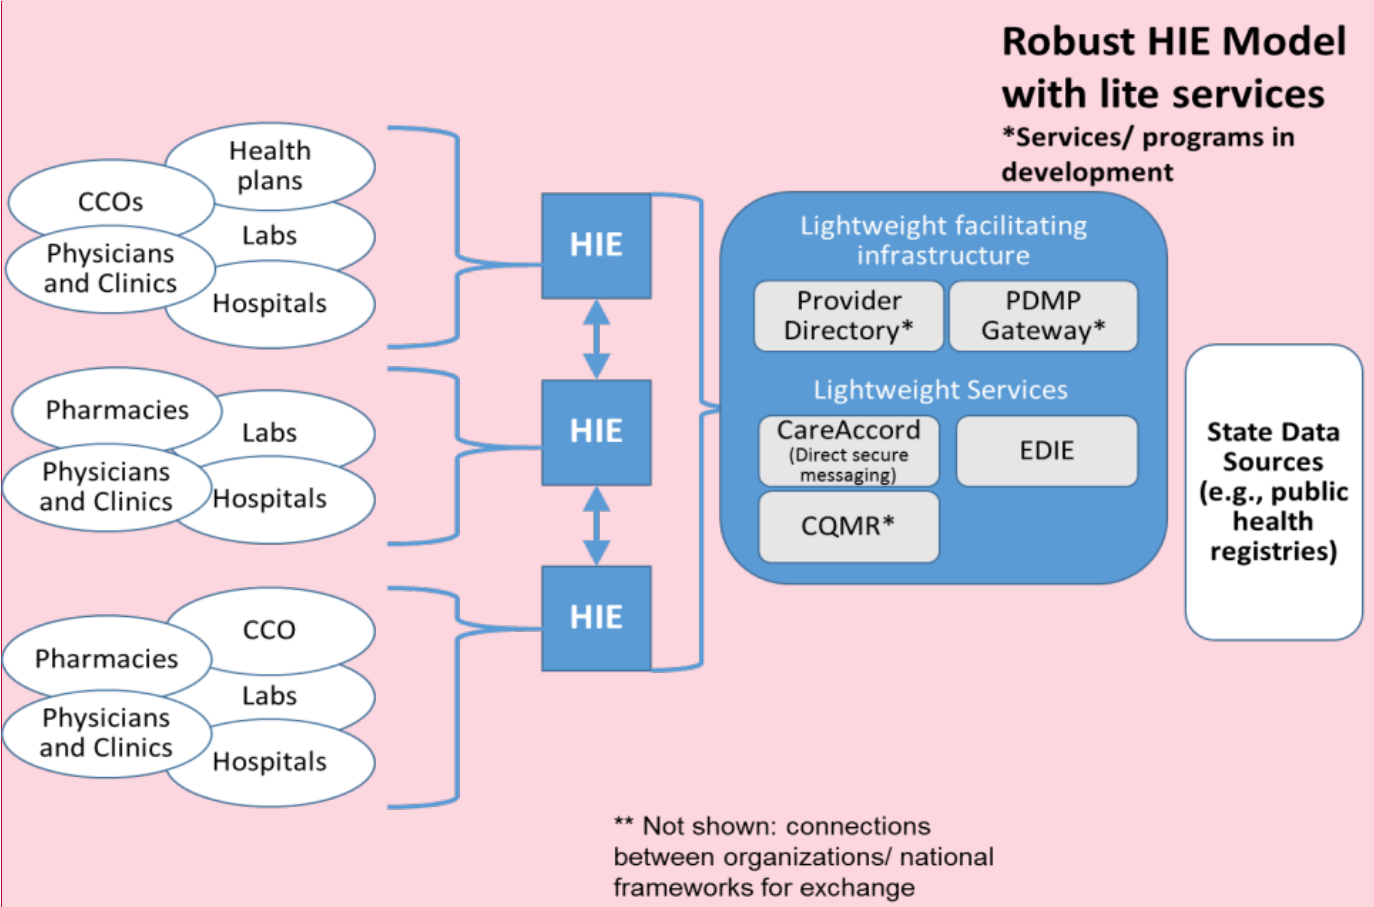 Robust HIE Model
with lite services
*Services/ programs in
development
Health
plans
CCOs
Labs
Physicians
and Clinics
Hospitals
HIE
Pharmacies
Labs
Physicians
and Clinics
Hospitals
HIE
CCO
Pharmacies
Labs
Physicians
and Clinics
Hospitals
HIE
Lightweight facilitating
infrastructure
Provider
Directory*
PDMP
Gateway*
Lightweight Services
CareAccord
(Direct secure
messaging)
EDIE
CQMR*
State Data
Sources
(e.g., public
health
registries)
** Not shown: connections
between organizations/ national
frameworks for exchange